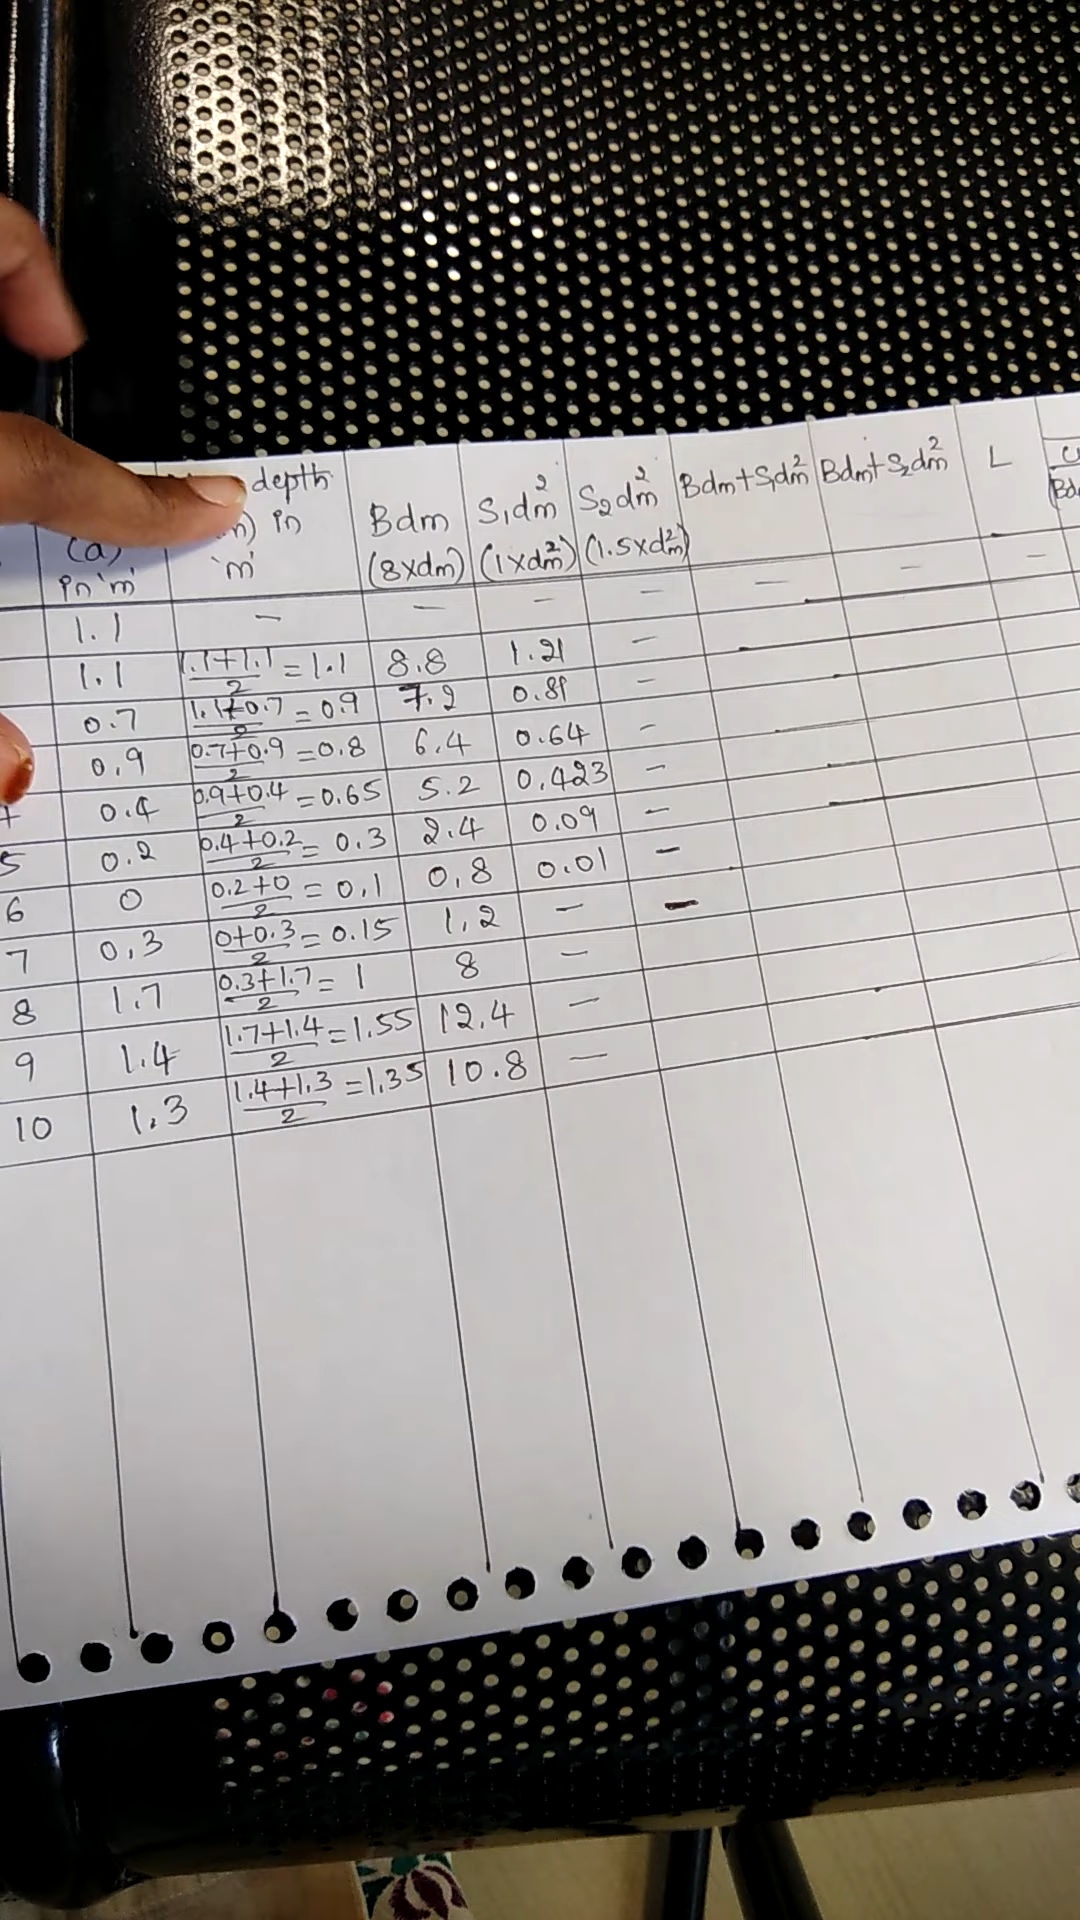 (d) in 'm' | depth in 'm' | Bdm (8×dm) | S₁dm² (1×dm²) | S₂dm² (1.5×dm²) | Bdm+S₁dm² | Bdm+S₂dm² | L
1.1 – – – – – – –
1.1 1.1+1.1/2 = 1.1 8.8 1.21 –
0.7 1.1+0.7/2 = 0.9 7.2 0.81 –
0.9 0.7+0.9/2 = 0.8 6.4 0.64 –
0.4 0.9+0.4/2 = 0.65 5.2 0.423 –
5 0.2 0.4+0.2/2 = 0.3 2.4 0.09 –
6 0 0.2+0/2 = 0.1 0.8 0.01 –
7 0.3 0+0.3/2 = 0.15 1.2 – –
8 1.7 0.3+1.7/2 = 1 8 –
9 1.4 1.7+1.4/2 = 1.55 12.4 –
10 1.3 1.4+1.3/2 = 1.35 10.8 –